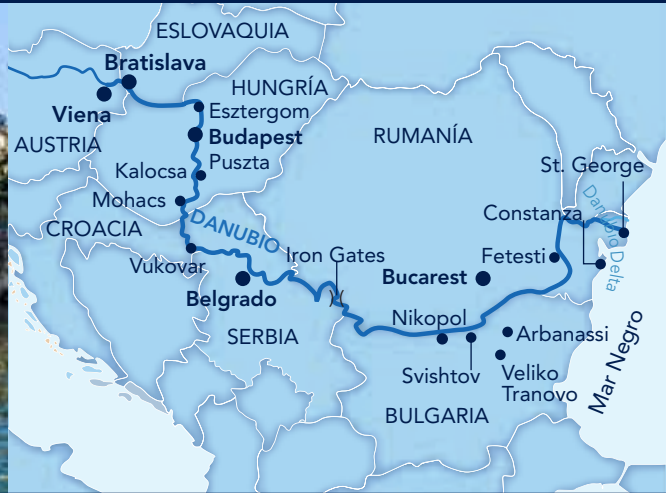 ESLOVAQUIA
Bratislava
HUNGRÍA
Viena
Esztergom
AUSTRIA
Budapest
RUMANÍA
Kalocsa
Puszta
St. George
Mohacs
Constanza
CROACIA
DANUBIO
Danubio Delta
Vukovar
Iron Gates
Fetesti
Belgrado
Bucarest
Nikopol
SERBIA
Arbanassi
Svishtov
Veliko
Tranovo
Mar Negro
BULGARIA